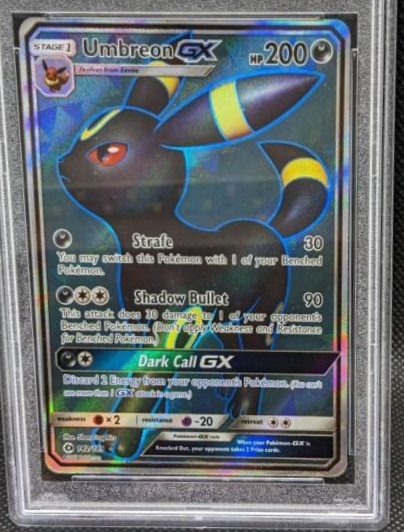 STAGE 1 Umbreon GX HP 200
Evolves from Eevee
Strafe 30
You may switch this Pokémon with 1 of your Benched
Pokémon.
Shadow Bullet 90
This attack does 30 damage to 1 of your opponent's
Benched Pokémon. (Don't apply Weakness and Resistance
for Benched Pokémon.)
Dark Call GX
Discard 2 Energy from your opponent's Pokémon. (You can't
use more than 1 GX attack in a game.)
weakness ×2 resistance -20 retreat
Illus. Graphics Pokémon-GX rule When your Pokémon-GX is
142/149 Knocked Out, your opponent takes 2 Prize cards.